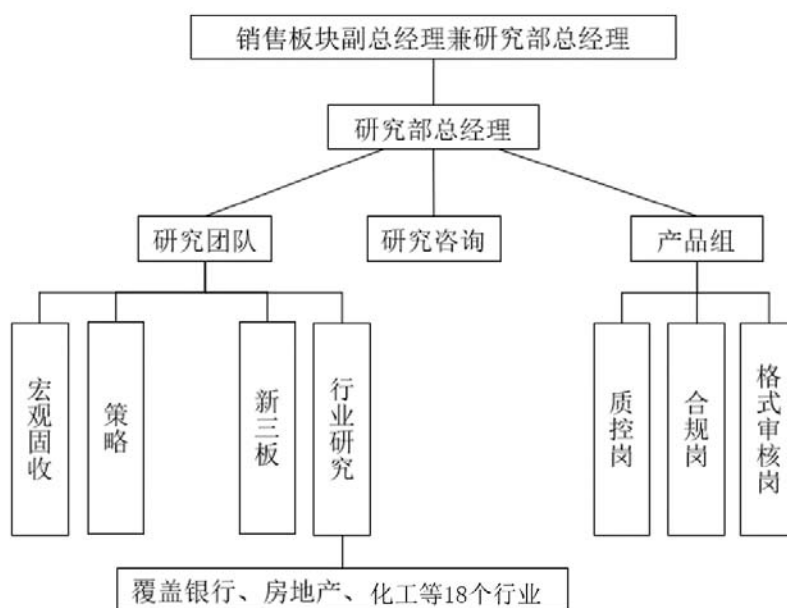 销售板块副总经理兼研究部总经理
研究部总经理
研究团队
研究咨询
产品组
宏观固收
策略
新三板
行业研究
质控岗
合规岗
格式审核岗
覆盖银行、房地产、化工等18个行业